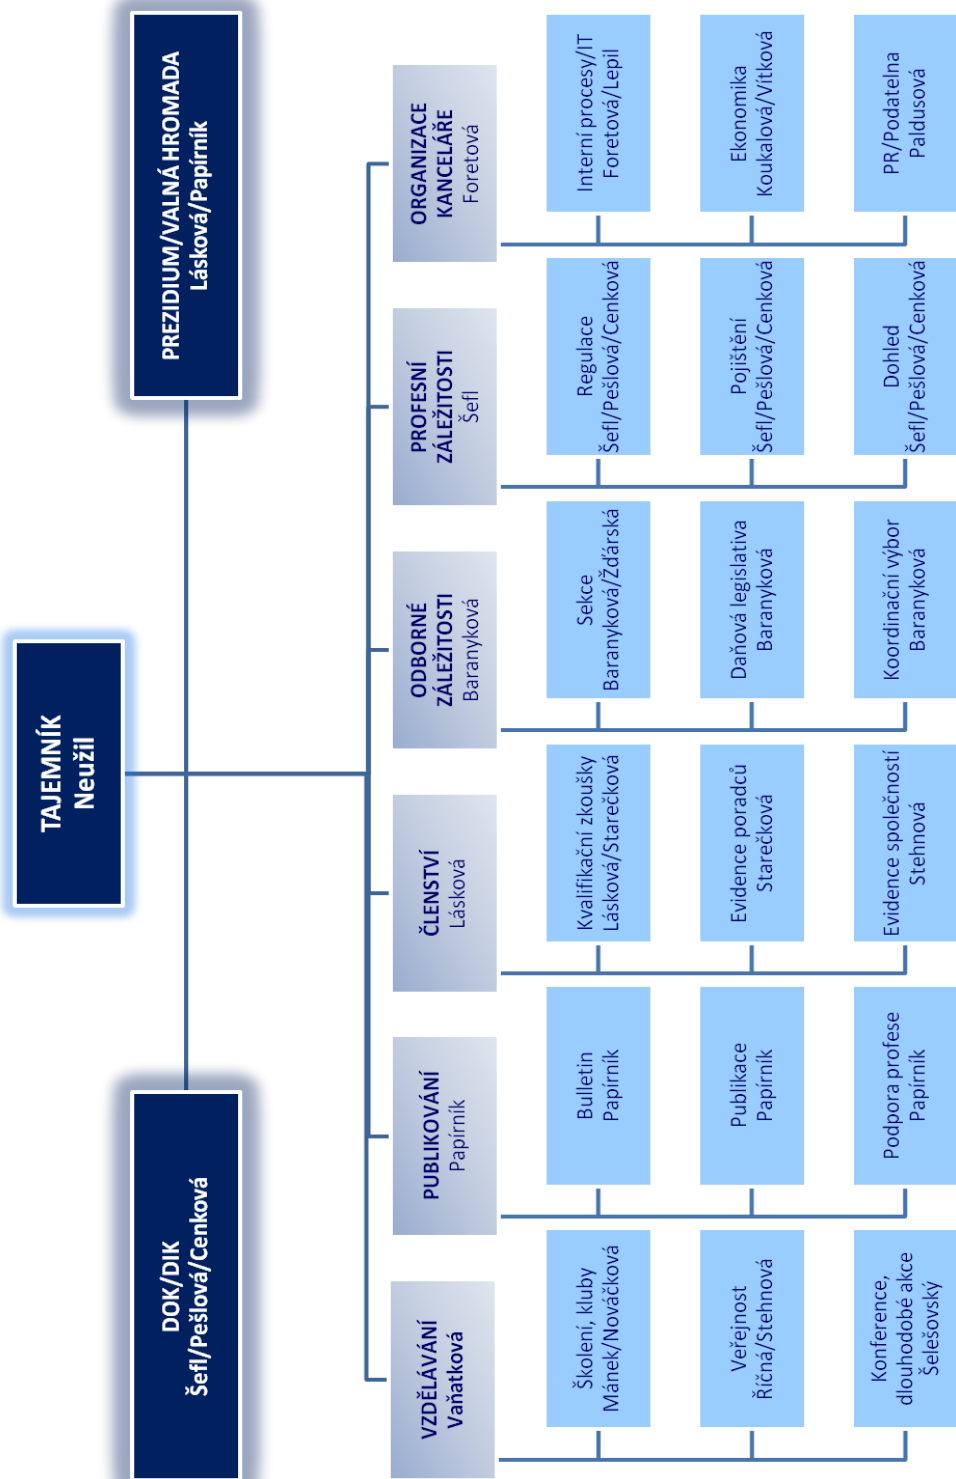 TAJEMNÍK
Neužil
DOK/DIK
Šefl/Pešlová/Cenková
PREZIDIUM/VALNÁ HROMADA
Lásková/Papírník
VZDĚLÁVÁNÍ
Vaňatková
Školení, kluby
Mánek/Nováčková
Veřejnost
Říčná/Stehnová
Konference,
dlouhodobé akce
Šelešovský
PUBLIKOVÁNÍ
Papírník
Bulletin
Papírník
Publikace
Papírník
Podpora profese
Papírník
ČLENSTVÍ
Lásková
Kvalifikační zkoušky
Lásková/Starečková
Evidence poradců
Starečková
Evidence společností
Stehnová
ODBORNÉ
ZÁLEŽITOSTI
Baranyková
Sekce
Baranyková/Žďárská
Daňová legislativa
Baranyková
Koordinační výbor
Baranyková
PROFESNÍ
ZÁLEŽITOSTI
Šefl
Regulace
Šefl/Pešlová/Cenková
Pojištění
Šefl/Pešlová/Cenková
Dohled
Šefl/Pešlová/Cenková
ORGANIZACE
KANCELÁŘE
Foretová
Interní procesy/IT
Foretová/Lepil
Ekonomika
Koukalová/Vítková
PR/Podatelna
Paldusová